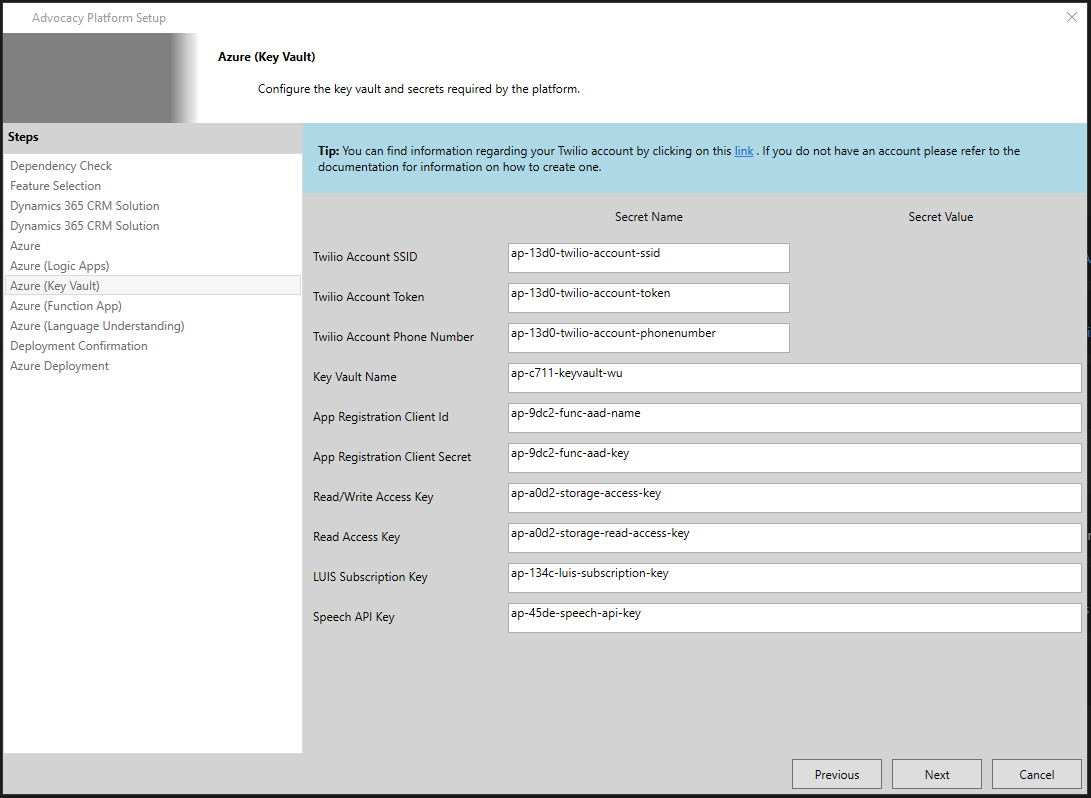 Advocacy Platform Setup
Azure (Key Vault)
Configure the key vault and secrets required by the platform.
Steps
Dependency Check
Feature Selection
Dynamics 365 CRM Solution
Dynamics 365 CRM Solution
Azure
Azure (Logic Apps)
Azure (Key Vault)
Azure (Function App)
Azure (Language Understanding)
Deployment Confirmation
Azure Deployment
Tip: You can find information regarding your Twilio account by clicking on this link . If you do not have an account please refer to the
documentation for information on how to create one.
Secret Name Secret Value
Twilio Account SSID ap-13d0-twilio-account-ssid
Twilio Account Token ap-13d0-twilio-account-token
Twilio Account Phone Number ap-13d0-twilio-account-phonenumber
Key Vault Name ap-c711-keyvault-wu
App Registration Client Id ap-9dc2-func-aad-name
App Registration Client Secret ap-9dc2-func-aad-key
Read/Write Access Key ap-a0d2-storage-access-key
Read Access Key ap-a0d2-storage-read-access-key
LUIS Subscription Key ap-134c-luis-subscription-key
Speech API Key ap-45de-speech-api-key
Previous Next Cancel